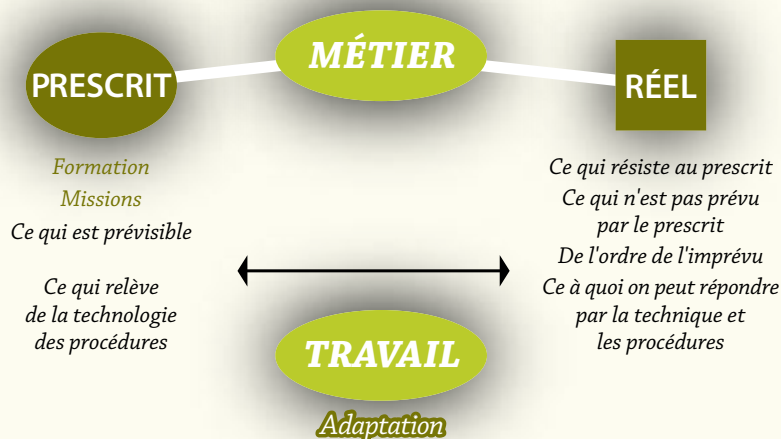 MÉTIER
PRESCRIT
RÉEL
Formation
Missions
Ce qui est prévisible
Ce qui relève
de la technologie
des procédures
Ce qui résiste au prescrit
Ce qui n'est pas prévu
par le prescrit
De l'ordre de l'imprévu
Ce à quoi on peut répondre
par la technique et
les procédures
TRAVAIL
Adaptation